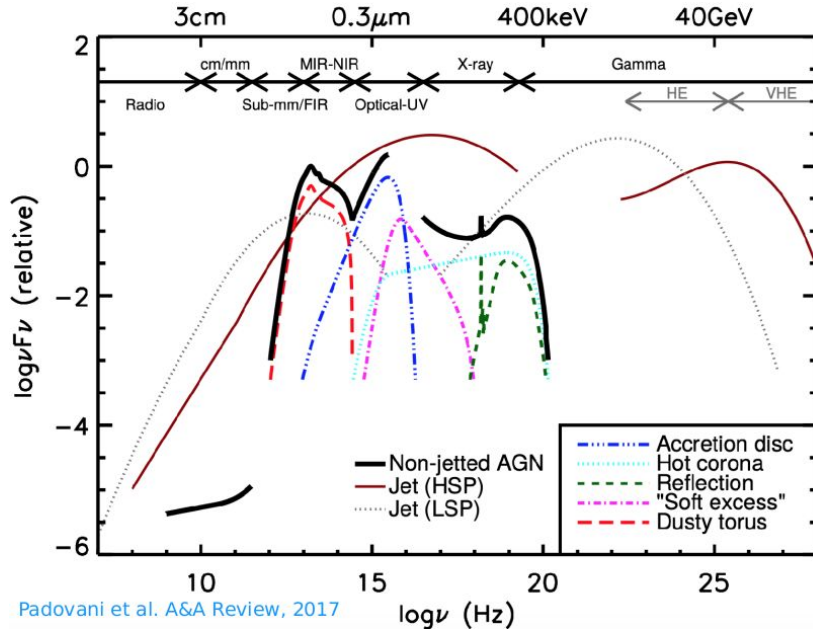 3cm 0.3μm 400keV 40GeV
2
cm/mm MIR-NIR X-ray Gamma
Radio Sub-mm/FIR Optical-UV HE VHE
0
-2
-4
-6
logνFν (relative)
Non-jetted AGN
Jet (HSP)
Jet (LSP)
Accretion disc
Hot corona
Reflection
"Soft excess"
Dusty torus
10 15 20 25
logν (Hz)
Padovani et al. A&A Review, 2017